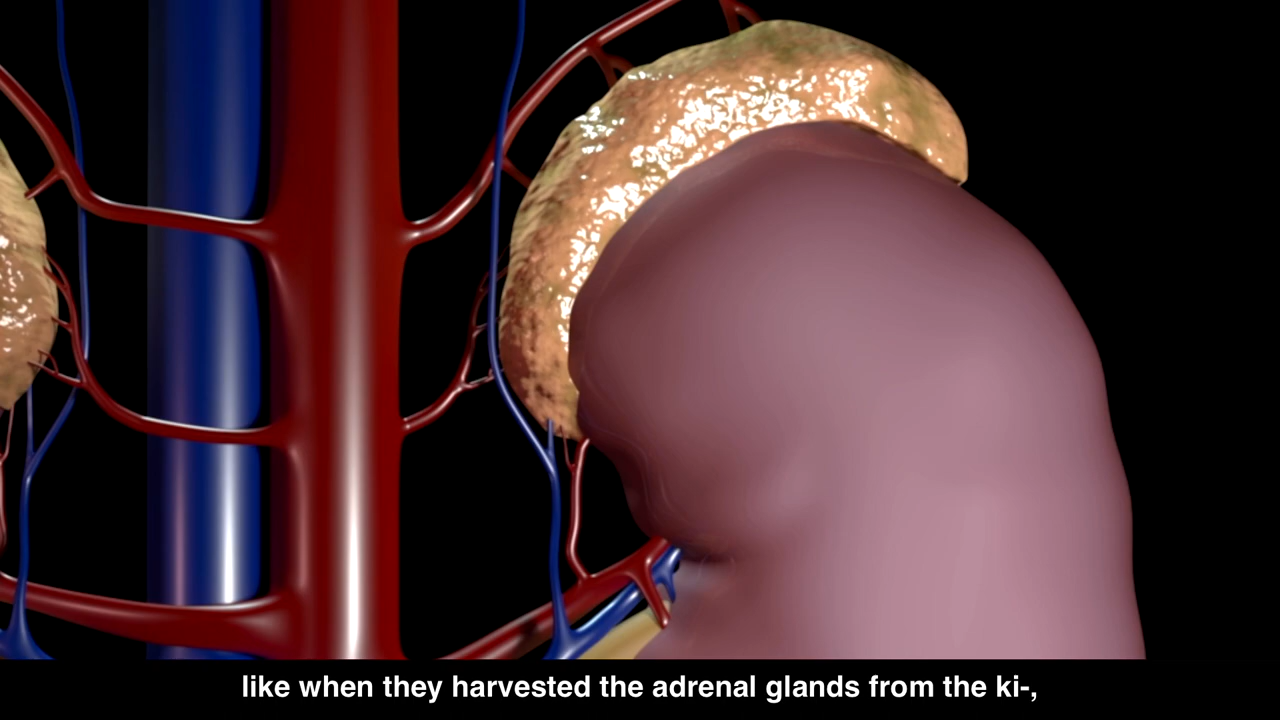 like when they harvested the adrenal glands from the ki-,